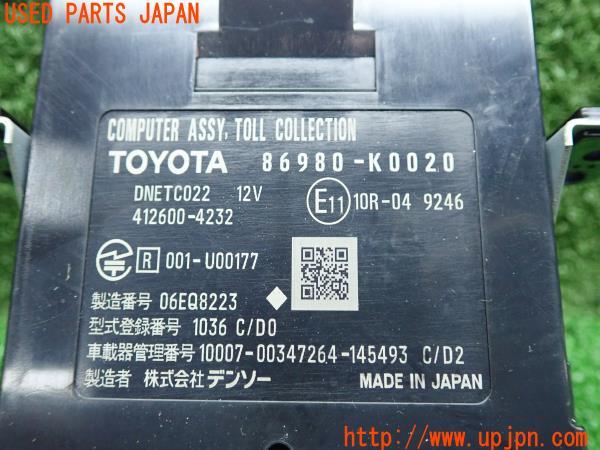 USED PARTS JAPAN
COMPUTER ASSY, TOLL COLLECTION
TOYOTA 86980-K0020
DNETC022 12V
412600-4232
E11 10R-04 9246
R 001-U00177
製造番号 06EQ8223
型式登録番号 1036 C/D0
車載器管理番号 10007-00347264-145493 C/D2
製造者 株式会社デンソー MADE IN JAPAN
http://www.upjpn.com